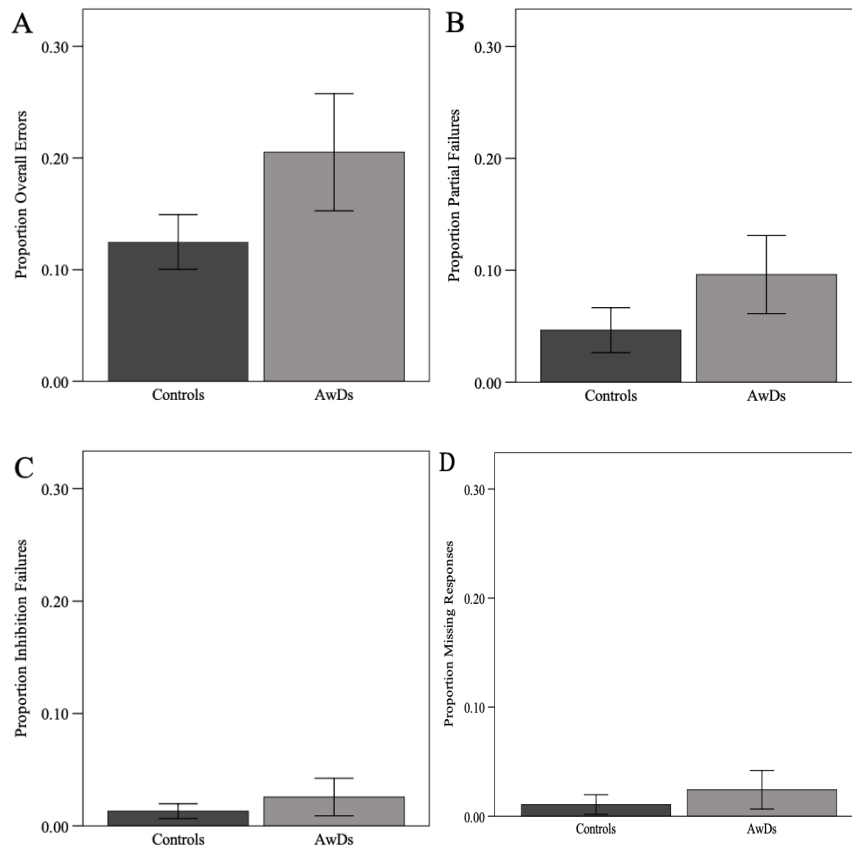 A
Proportion Overall Errors
0.30
0.20
0.10
0.00
Controls
AwDs
B
Proportion Partial Failures
0.30
0.20
0.10
0.00
Controls
AwDs
C
Proportion Inhibition Failures
0.30
0.20
0.10
0.00
Controls
AwDs
D
Proportion Missing Responses
0.30
0.20
0.10
0.00
Controls
AwDs